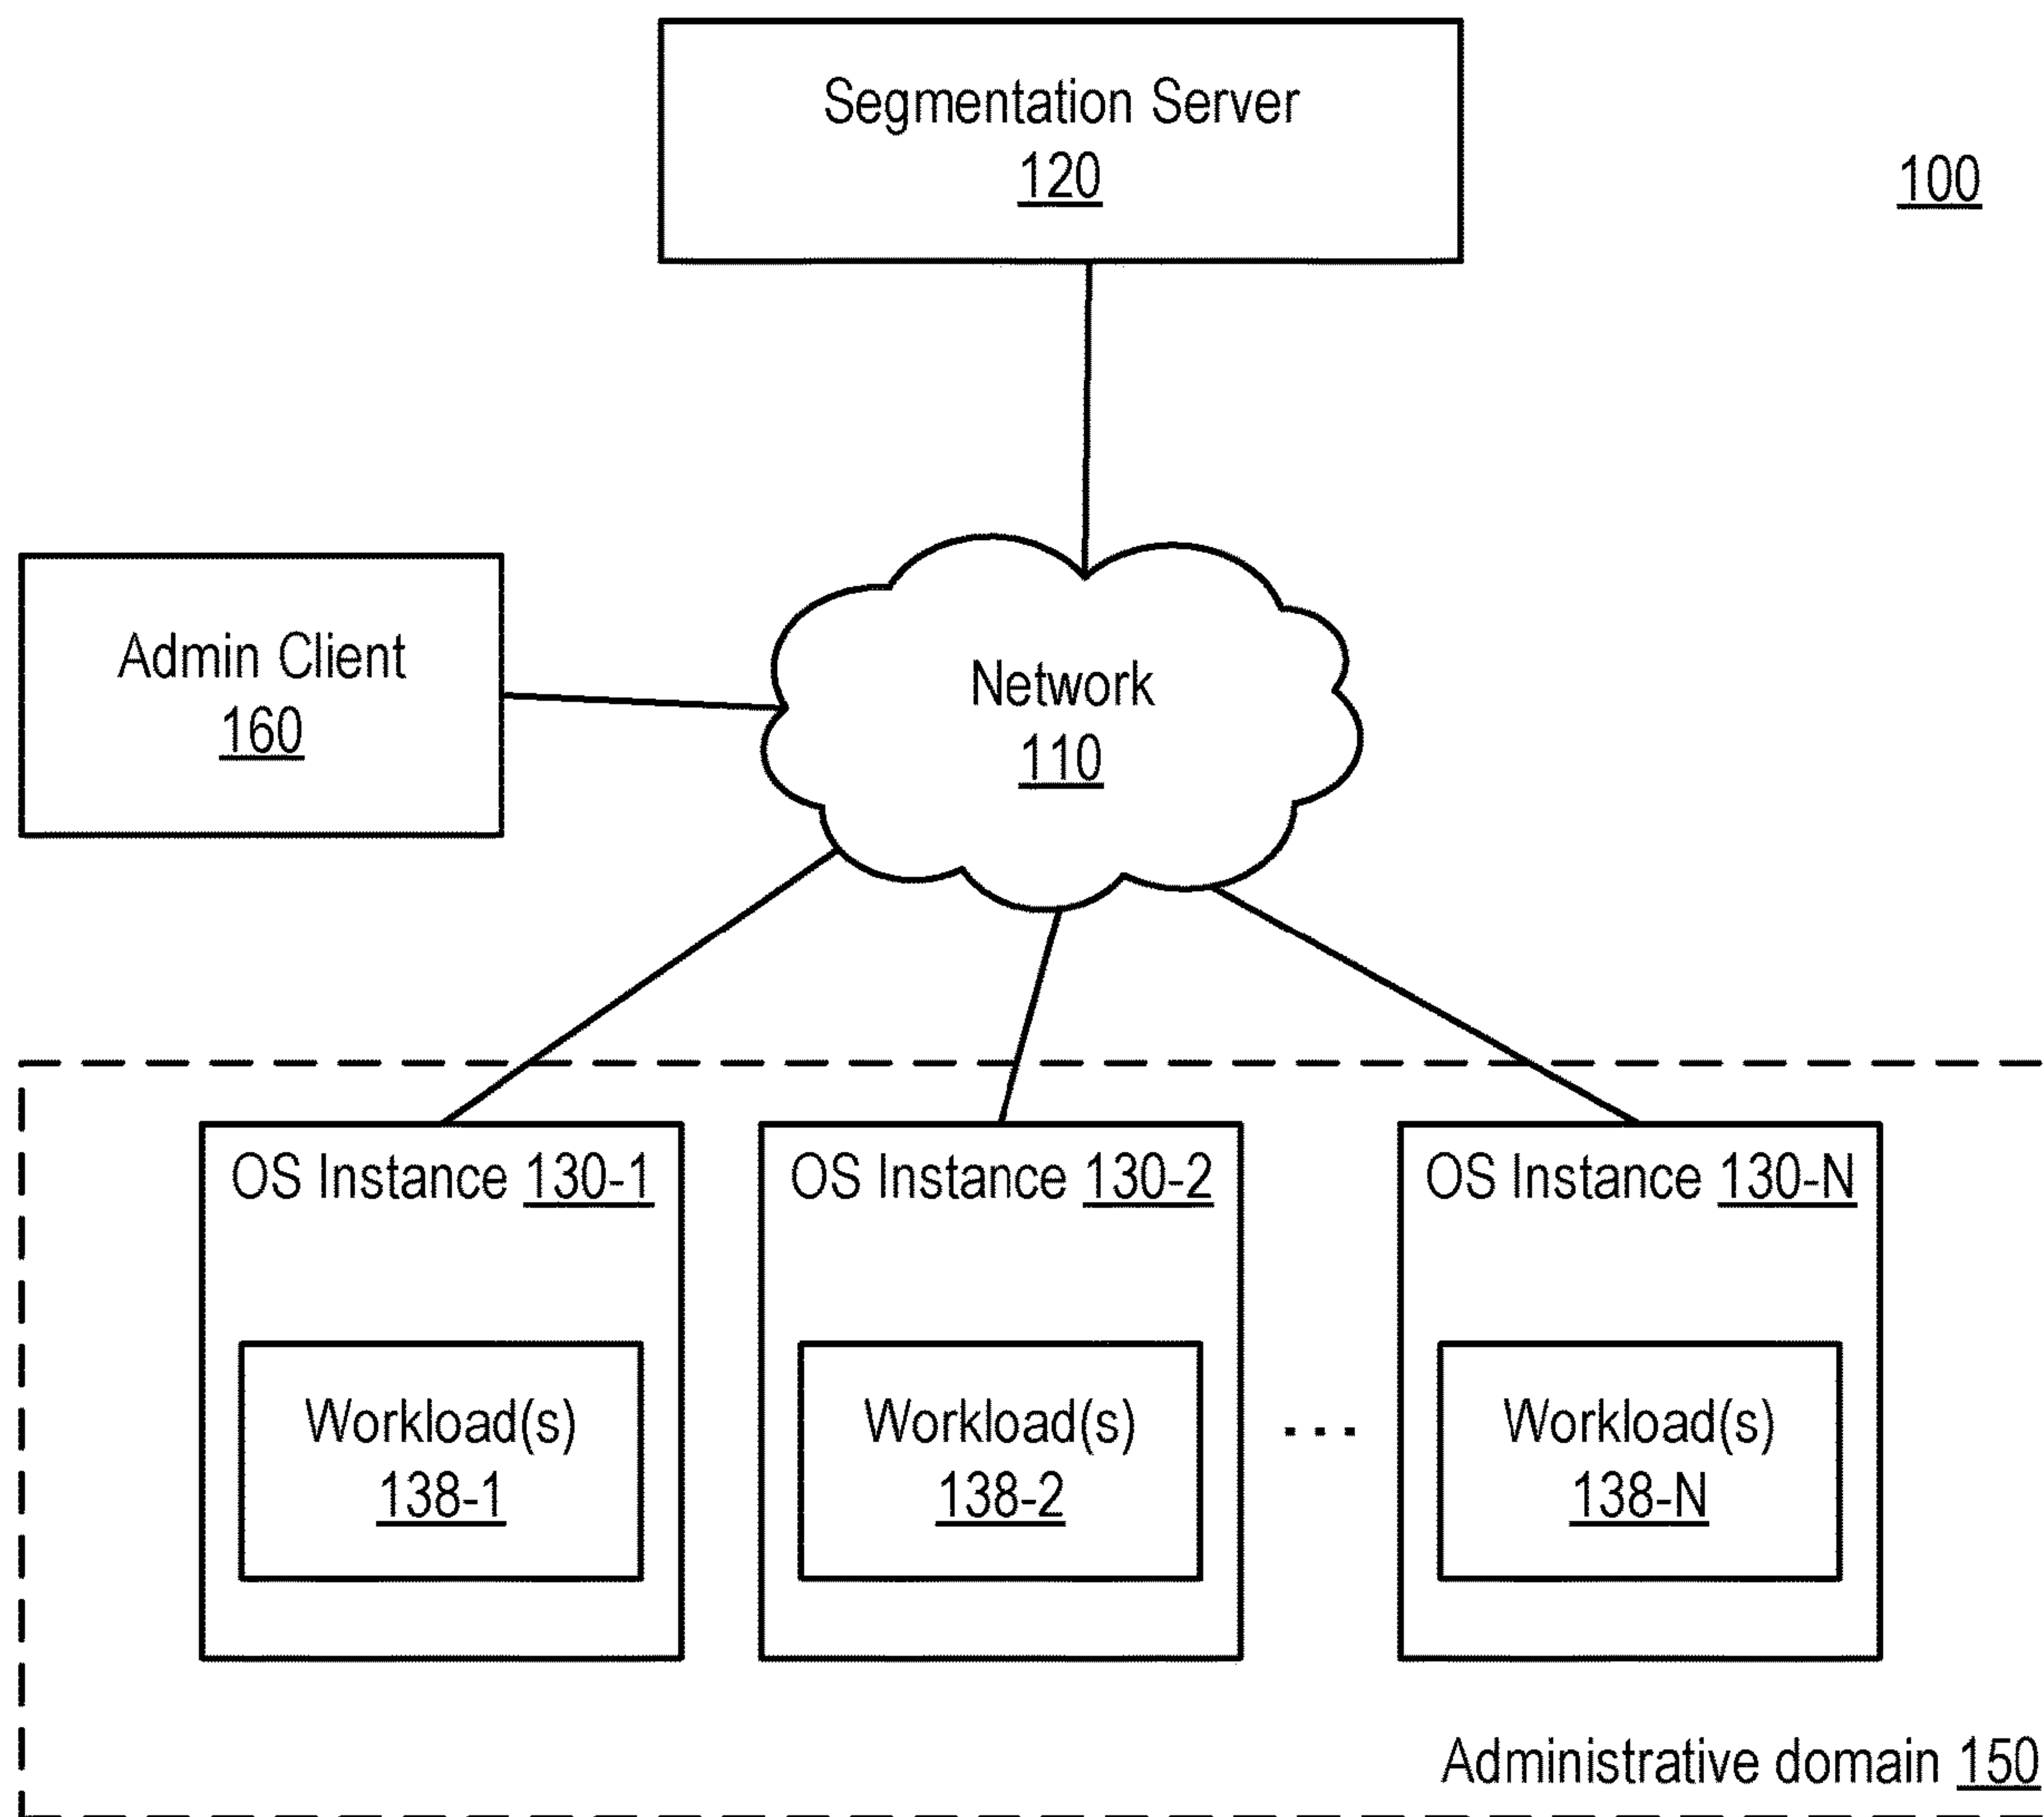 Segmentation Server
120
100
Admin Client
160
Network
110
OS Instance 130-1
Workload(s)
138-1
OS Instance 130-2
Workload(s)
138-2
...
OS Instance 130-N
Workload(s)
138-N
Administrative domain 150